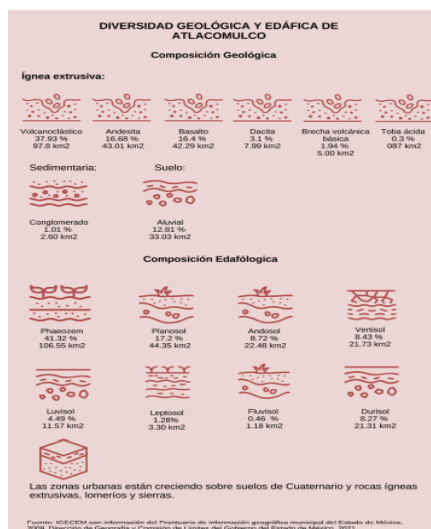 DIVERSIDAD GEOLÓGICA Y EDÁFICA DE
ATLACOMULCO
Composición Geológica
Ígnea extrusiva:
Volcanoclástico
37.93 %
97.8 km2
Andesita
16.68 %
43.01 km2
Basalto
16.4 %
42.29 km2
Dacita
3.1 %
7.99 km2
Brecha volcánica
básica
1.94 %
5.00 km2
Toba ácida
0.3 %
087 km2
Sedimentaria:
Suelo:
Conglomerado
1.01 %
2.60 km2
Aluvial
12.81 %
33.03 km2
Composición Edafólogica
Phaeozem
41.32 %
106.55 km2
Planosol
17.2 %
44.35 km2
Andosol
8.72 %
22.48 km2
Vertisol
8.43 %
21.73 km2
Luvisol
4.49 %
11.57 km2
Leptosol
1.28%
3.30 km2
Fluvisol
0.46 %
1.18 km2
Durisol
8.27 %
21.31 km2
Las zonas urbanas están creciendo sobre suelos de Cuaternario y rocas ígneas
extrusivas, lomeríos y sierras.
Fuente: ICECEM con información del Prontuario de información geográfica municipal del Estado de México,
2009. Dirección de Geografía y Comisión de Límites del Gobierno del Estado de México, 2021